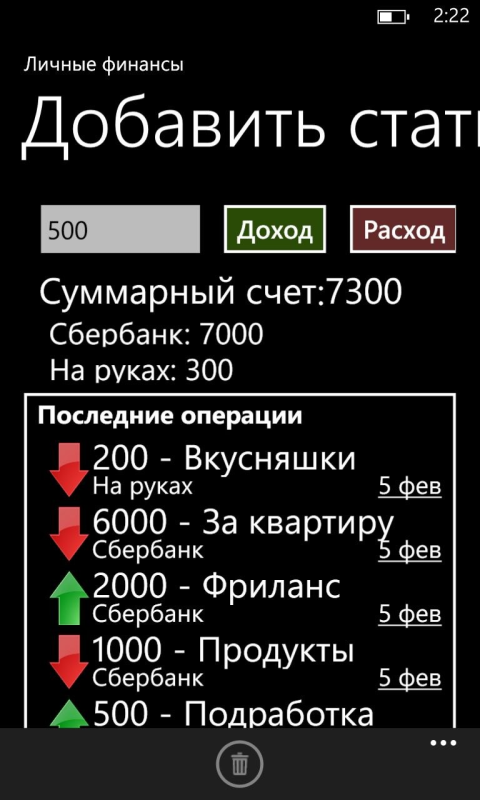 2:22
Личные финансы
Добавить стат
500 Доход Расход
Суммарный счет:7300
Сбербанк: 7000
На руках: 300
Последние операции
200 - Вкусняшки
На руках 5 фев
6000 - За квартиру
Сбербанк 5 фев
2000 - Фриланс
Сбербанк 5 фев
1000 - Продукты
Сбербанк 5 фев
500 - Подработка